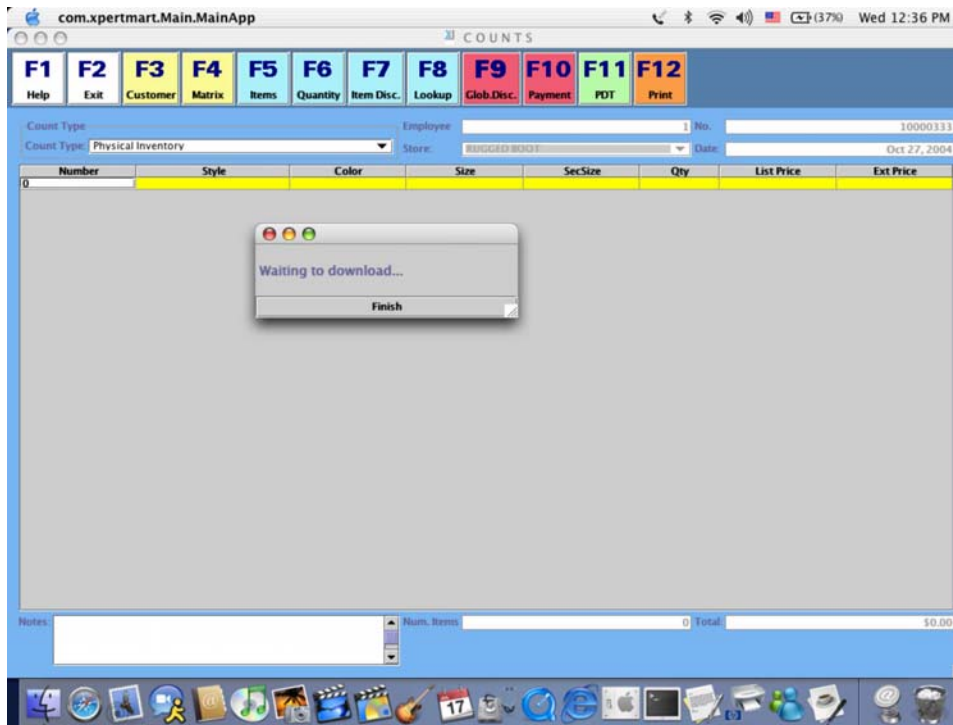 com.xpertmart.Main.MainApp (37%) Wed 12:36 PM
COUNTS
F1 F2 F3 F4 F5 F6 F7 F8 F9 F10 F11 F12
Help Exit Customer Matrix Items Quantity Item Disc. Lookup Glob.Disc. Payment PDT Print
Count Type Employee 1 No. 10000333
Count Type: Physical Inventory Store: RUGGED BOOT Date: Oct 27, 2004
Number Style Color Size SecSize Qty List Price Ext Price
0
Waiting to download...
Finish
Notes: Num. Items 0 Total: $0.00
17